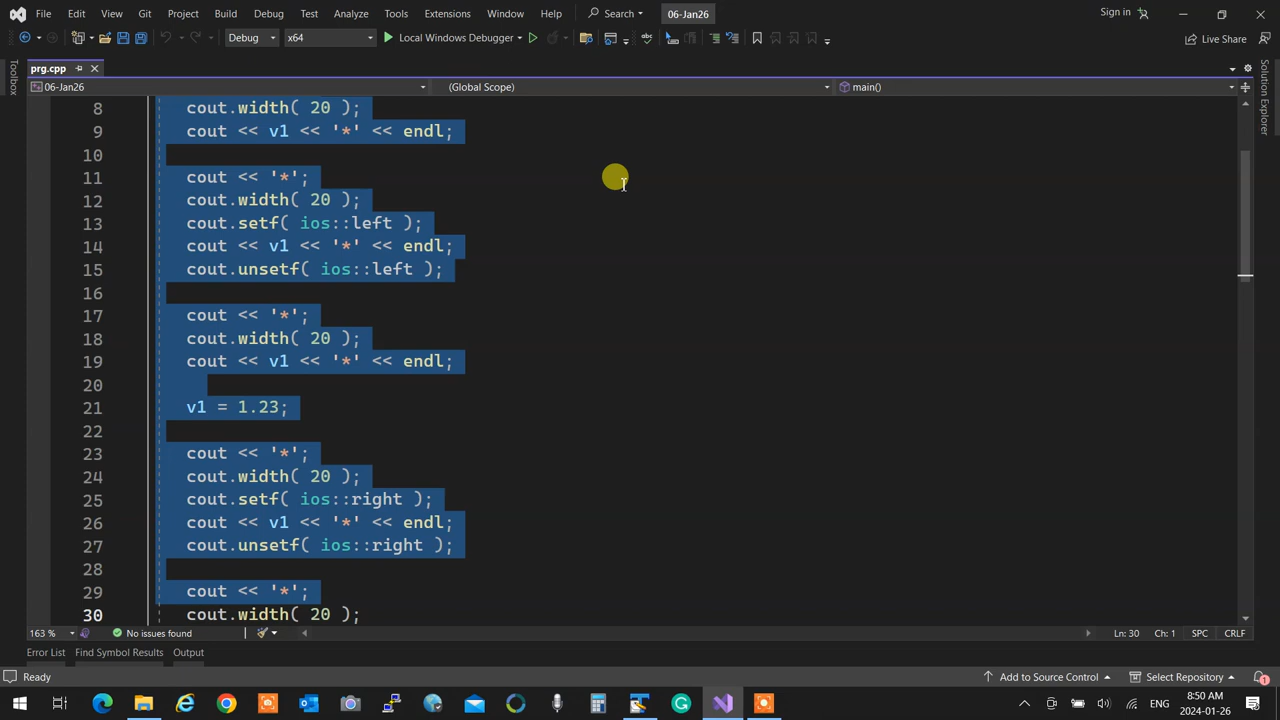 File Edit View Git Project Build Debug Test Analyze Tools Extensions Window Help Search 06-Jan26 Sign in
Debug x64 Local Windows Debugger Live Share
Toolbox
prg.cpp
06-Jan26 (Global Scope) main()
Solution Explorer
8 cout.width( 20 );
9 cout << v1 << '*' << endl;
10
11 cout << '*';
12 cout.width( 20 );
13 cout.setf( ios::left );
14 cout << v1 << '*' << endl;
15 cout.unsetf( ios::left );
16
17 cout << '*';
18 cout.width( 20 );
19 cout << v1 << '*' << endl;
20
21 v1 = 1.23;
22
23 cout << '*';
24 cout.width( 20 );
25 cout.setf( ios::right );
26 cout << v1 << '*' << endl;
27 cout.unsetf( ios::right );
28
29 cout << '*';
30 cout.width( 20 );
163 % No issues found Ln: 30 Ch: 1 SPC CRLF
Error List Find Symbol Results Output
Ready Add to Source Control Select Repository 1
ENG 8:50 AM
2024-01-26